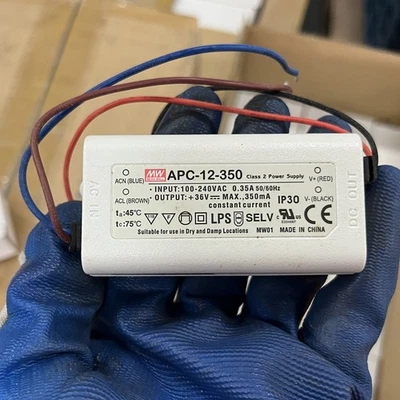 ACN (BLUE)
ACL (BROWN)
AC IN
MW
APC-12-350 Class 2 Power Supply
INPUT:100-240VAC 0.35A 50/60Hz
OUTPUT:+36V MAX.,350mA
constant current
IP30
ta:45°C
tc:75°C
LPS SELV
c UL us
Suitable for use in Dry and Damp Locations
MW01
MADE IN CHINA
V+(RED)
V-(BLACK)
DC OUT